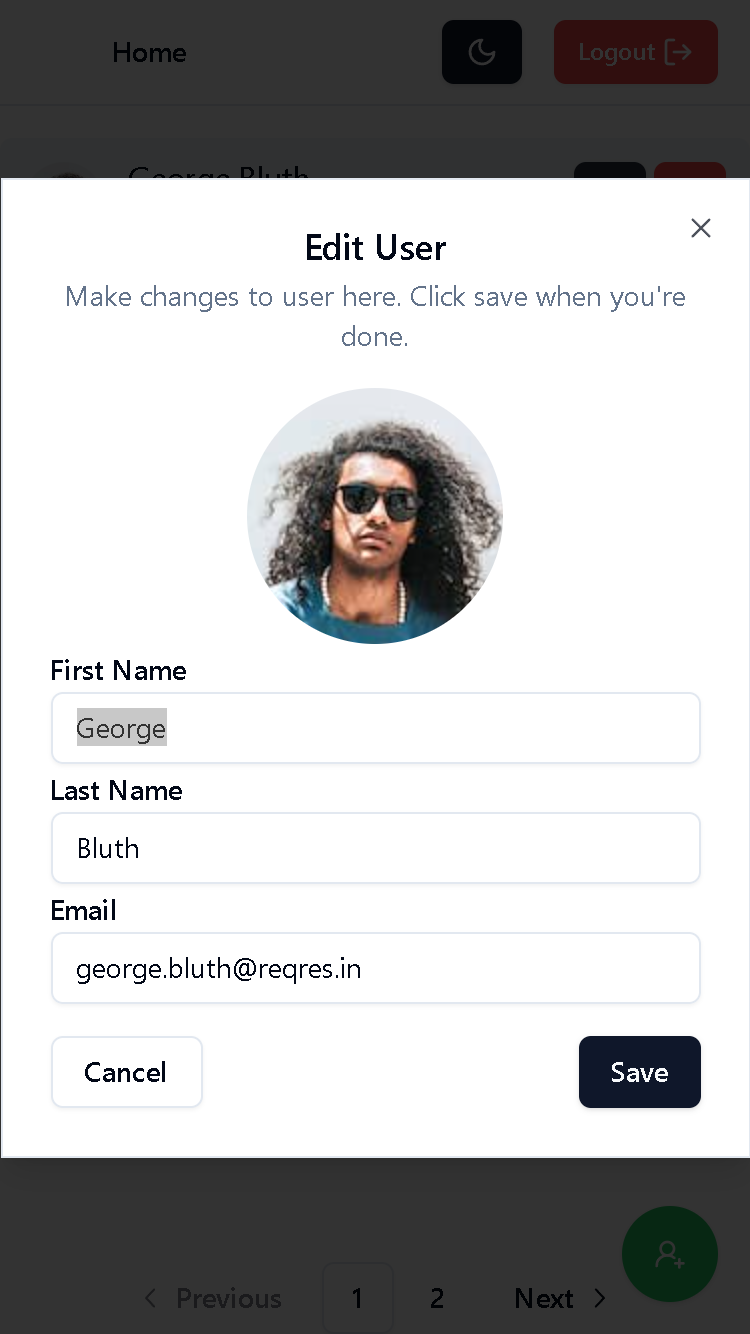 Home
Logout
George Bluth
Edit User
Make changes to user here. Click save when you're
done.
First Name
George
Last Name
Bluth
Email
george.bluth@reqres.in
Cancel
Save
Previous
1
2
Next